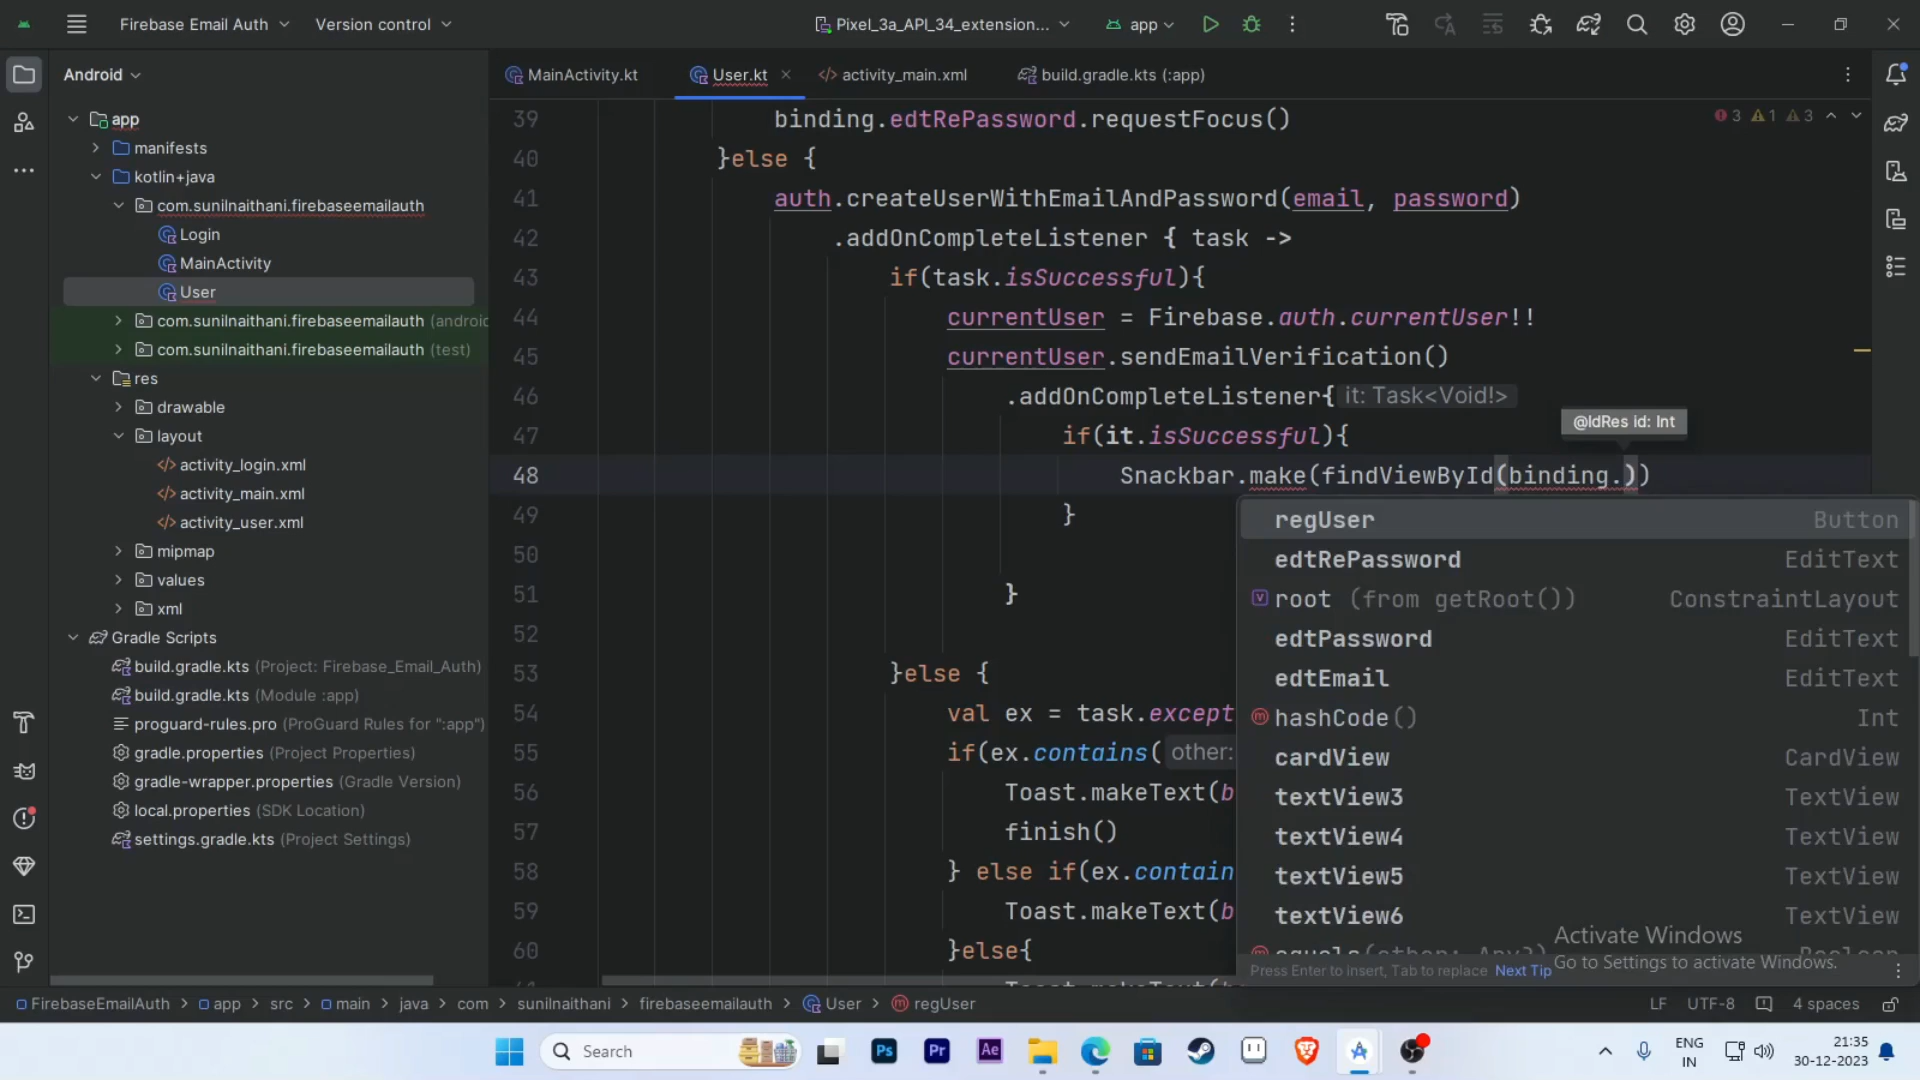 Firebase Email Auth
Version control
Pixel_3a_API_34_extension...
app
Android
MainActivity.kt
User.kt
activity_main.xml
build.gradle.kts (:app)
app
manifests
kotlin+java
com.sunilnaithani.firebaseemailauth
Login
MainActivity
User
com.sunilnaithani.firebaseemailauth (androic
com.sunilnaithani.firebaseemailauth (test)
res
drawable
layout
activity_login.xml
activity_main.xml
activity_user.xml
mipmap
values
xml
Gradle Scripts
build.gradle.kts (Project: Firebase_Email_Auth)
build.gradle.kts (Module :app)
proguard-rules.pro (ProGuard Rules for ":app")
gradle.properties (Project Properties)
gradle-wrapper.properties (Gradle Version)
local.properties (SDK Location)
settings.gradle.kts (Project Settings)
3 1 3
39 binding.edtRePassword.requestFocus()
40 }else {
41 auth.createUserWithEmailAndPassword(email, password)
42 .addOnCompleteListener { task ->
43 if(task.isSuccessful){
44 currentUser = Firebase.auth.currentUser!!
45 currentUser.sendEmailVerification()
46 .addOnCompleteListener{ it: Task<Void!>
@IdRes id: Int
47 if(it.isSuccessful){
48 Snackbar.make(findViewById(binding.))
49 }
50
51 }
52
53 }else {
54 val ex = task.except
55 if(ex.contains( other:
56 Toast.makeText(b
57 finish()
58 } else if(ex.contain
59 Toast.makeText(b
60 }else{
regUser Button
edtRePassword EditText
root (from getRoot()) ConstraintLayout
edtPassword EditText
edtEmail EditText
hashCode() Int
cardView CardView
textView3 TextView
textView4 TextView
textView5 TextView
textView6 TextView
equals(other: Any?) Boolean
Press Enter to insert, Tab to replace Next Tip
Activate Windows
Go to Settings to activate Windows.
FirebaseEmailAuth > app > src > main > java > com > sunilnaithani > firebaseemailauth > User > regUser
LF UTF-8 4 spaces
Search
Ps
Pr
Ae
ENG
IN
21:35
30-12-2023